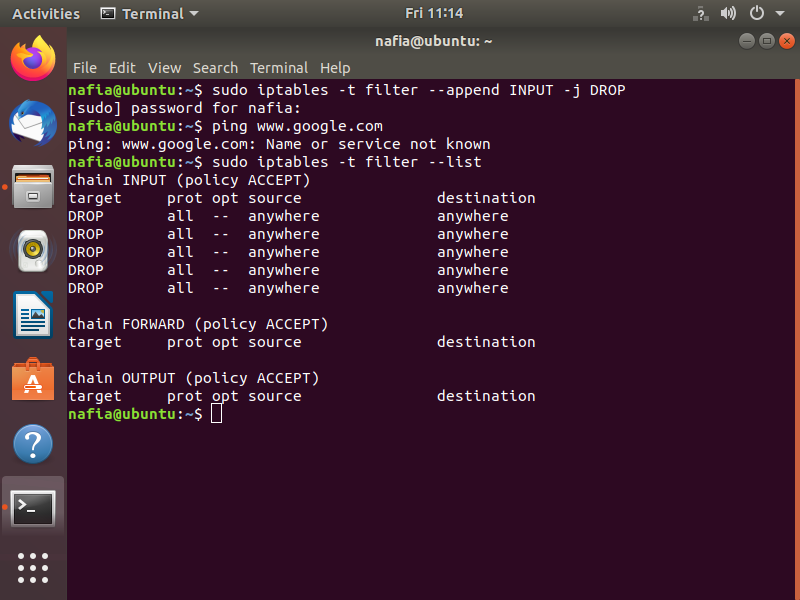 Activities Terminal Fri 11:14
nafia@ubuntu: ~
File Edit View Search Terminal Help
nafia@ubuntu:~$ sudo iptables -t filter --append INPUT -j DROP
[sudo] password for nafia:
nafia@ubuntu:~$ ping www.google.com
ping: www.google.com: Name or service not known
nafia@ubuntu:~$ sudo iptables -t filter --list
Chain INPUT (policy ACCEPT)
target     prot opt source               destination
DROP       all  --  anywhere             anywhere
DROP       all  --  anywhere             anywhere
DROP       all  --  anywhere             anywhere
DROP       all  --  anywhere             anywhere
DROP       all  --  anywhere             anywhere

Chain FORWARD (policy ACCEPT)
target     prot opt source               destination

Chain OUTPUT (policy ACCEPT)
target     prot opt source               destination
nafia@ubuntu:~$